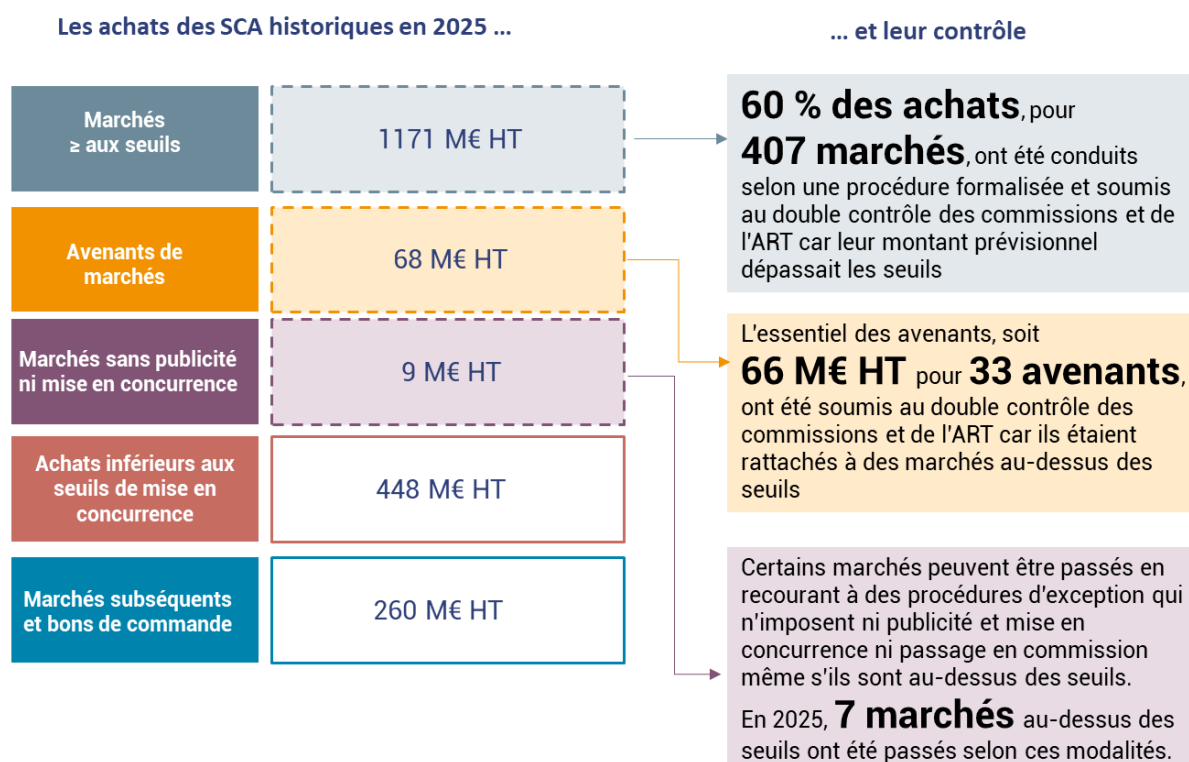 Les achats des SCA historiques en 2025 ...
... et leur contrôle
Marchés
≥ aux seuils
1171 M€ HT
60 % des achats, pour
407 marchés, ont été conduits
selon une procédure formalisée et soumis
au double contrôle des commissions et de
l'ART car leur montant prévisionnel
dépassait les seuils
Avenants de
marchés
68 M€ HT
L'essentiel des avenants, soit
66 M€ HT pour 33 avenants,
ont été soumis au double contrôle des
commissions et de l'ART car ils étaient
rattachés à des marchés au-dessus des
seuils
Marchés sans publicité
ni mise en concurrence
9 M€ HT
Certains marchés peuvent être passés en
recourant à des procédures d'exception qui
n'imposent ni publicité et mise en
concurrence ni passage en commission
même s'ils sont au-dessus des seuils.
En 2025, 7 marchés au-dessus des
seuils ont été passés selon ces modalités.
Achats inférieurs aux
seuils de mise en
concurrence
448 M€ HT
Marchés subséquents
et bons de commande
260 M€ HT